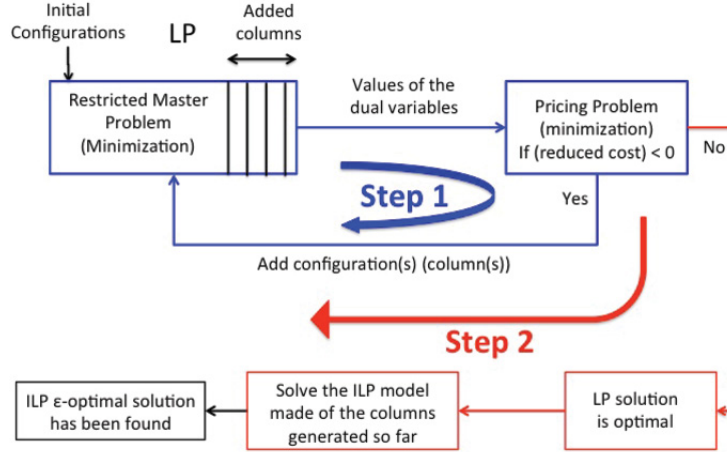 Initial
Configurations
LP
Added
columns
Restricted Master
Problem
(Minimization)
Values of the
dual variables
Pricing Problem
(minimization)
If (reduced cost) < 0
No
Yes
Step 1
Add configuration(s) (column(s))
Step 2
ILP ε-optimal solution
has been found
Solve the ILP model
made of the columns
generated so far
LP solution
is optimal